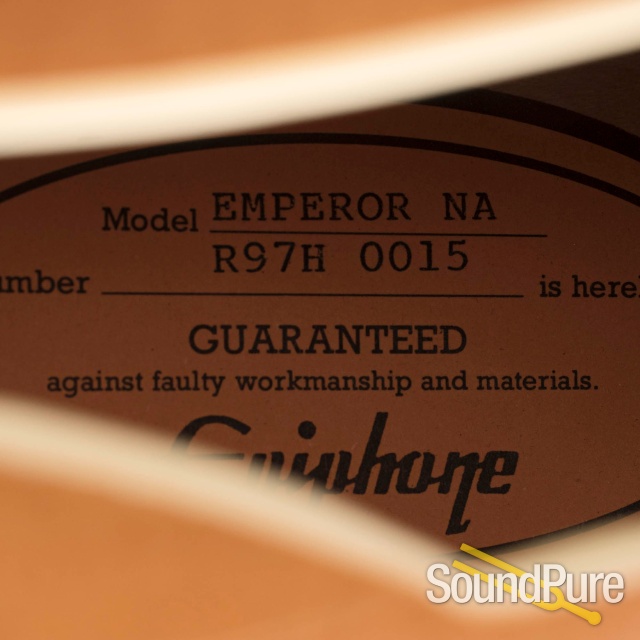 Model EMPEROR NA
R97H 0015
umber is here
GUARANTEED
against faulty workmanship and materials.
Epiphone
SoundPure